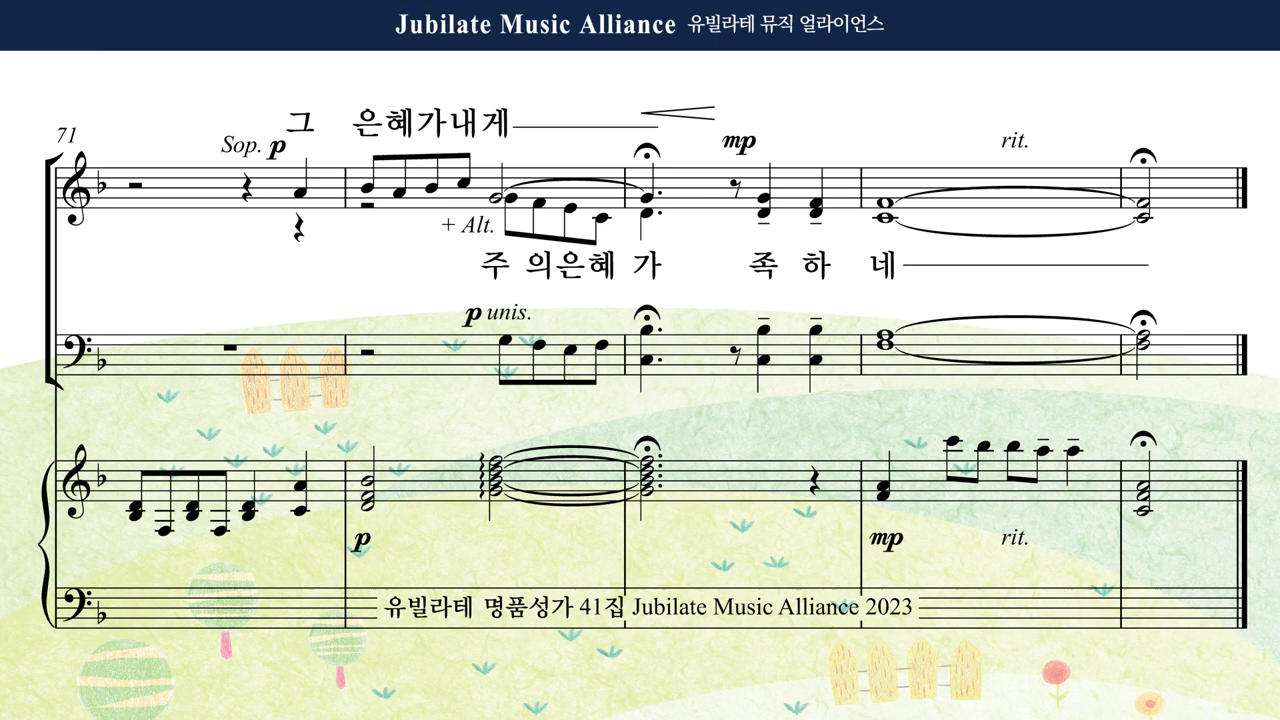 Jubilate Music Alliance 유빌라테 뮤직 얼라이언스
71
Sop. p
그 은혜가내게
mp
rit.
+ Alt.
주 의은혜 가 족 하 네
p unis.
p
mp
rit.
유빌라테 명품성가 41집 Jubilate Music Alliance 2023